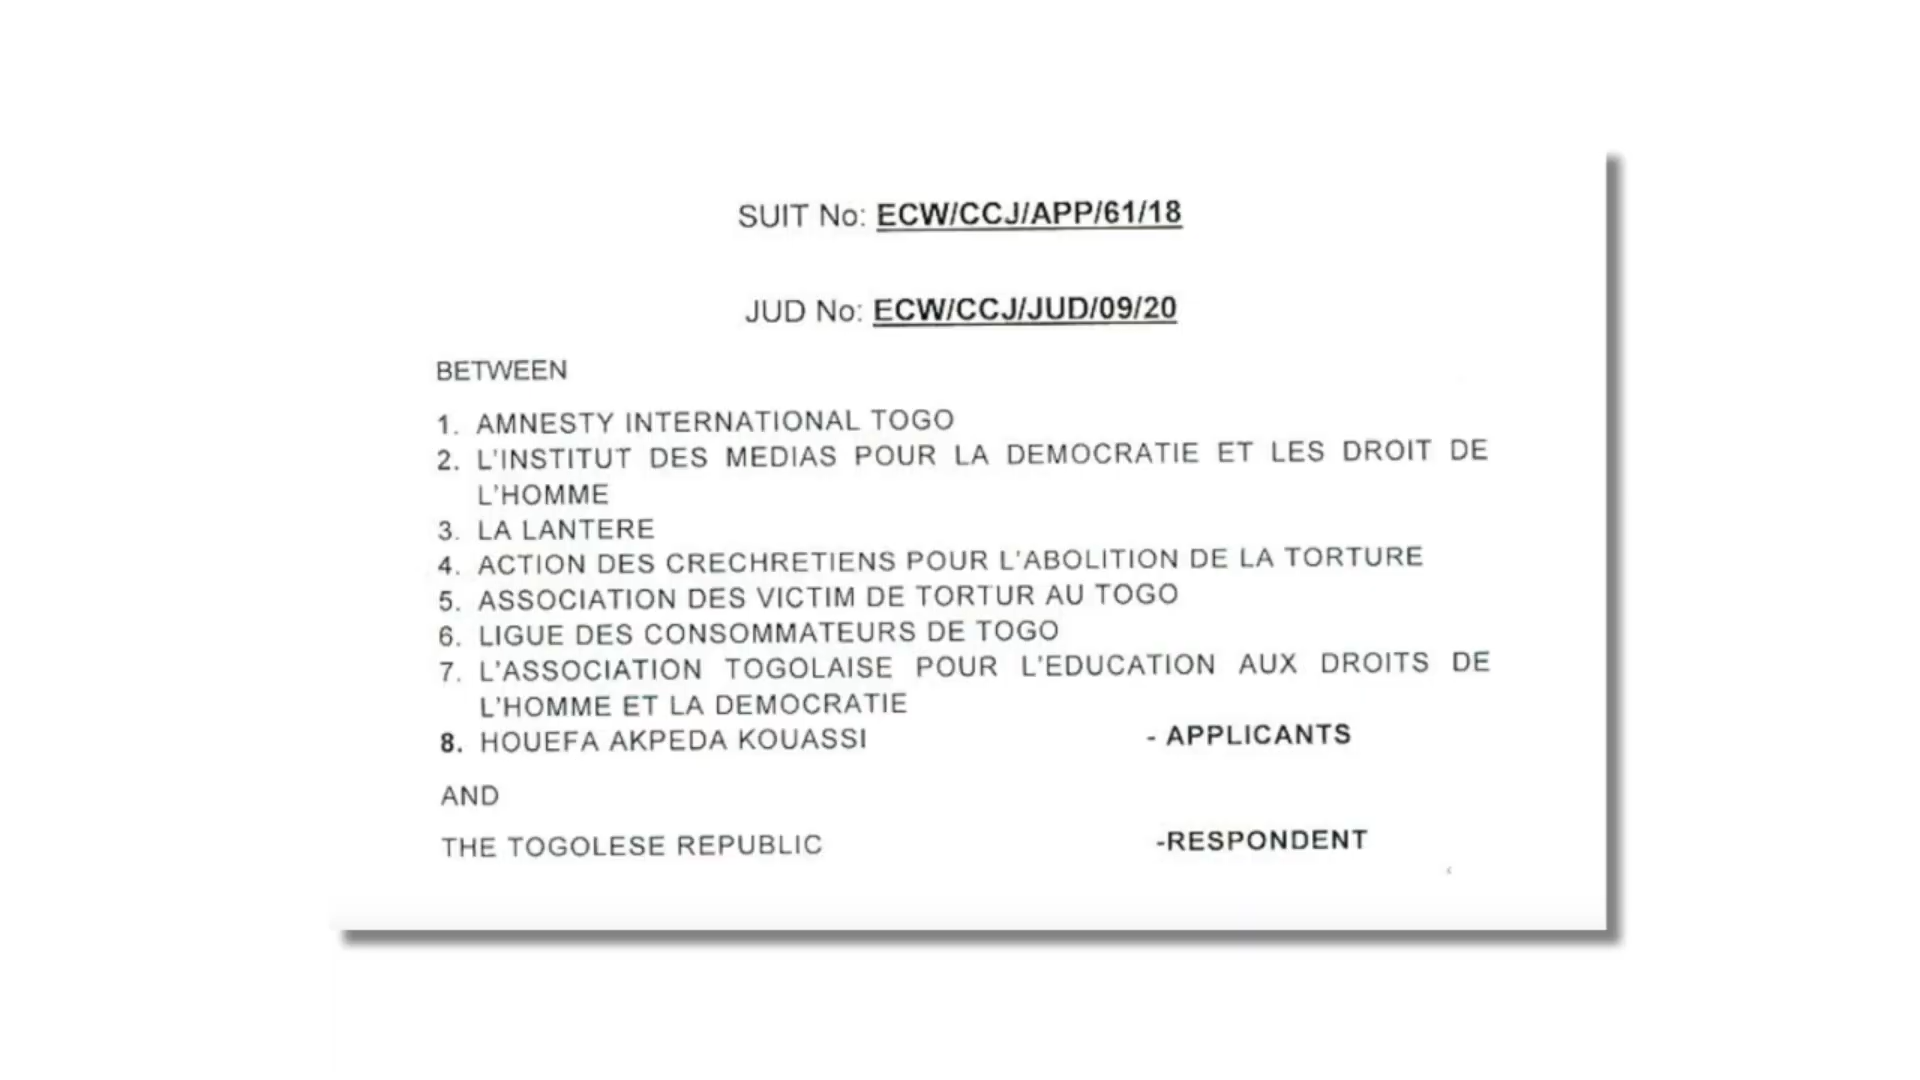 SUIT No: ECW/CCJ/APP/61/18
JUD No: ECW/CCJ/JUD/09/20
BETWEEN
1. AMNESTY INTERNATIONAL TOGO
2. L'INSTITUT DES MEDIAS POUR LA DEMOCRATIE ET LES DROIT DE
L'HOMME
3. LA LANTERE
4. ACTION DES CRECHRETIENS POUR L'ABOLITION DE LA TORTURE
5. ASSOCIATION DES VICTIM DE TORTUR AU TOGO
6. LIGUE DES CONSOMMATEURS DE TOGO
7. L'ASSOCIATION TOGOLAISE POUR L'EDUCATION AUX DROITS DE
L'HOMME ET LA DEMOCRATIE
8. HOUEFA AKPEDA KOUASSI - APPLICANTS
AND
THE TOGOLESE REPUBLIC -RESPONDENT